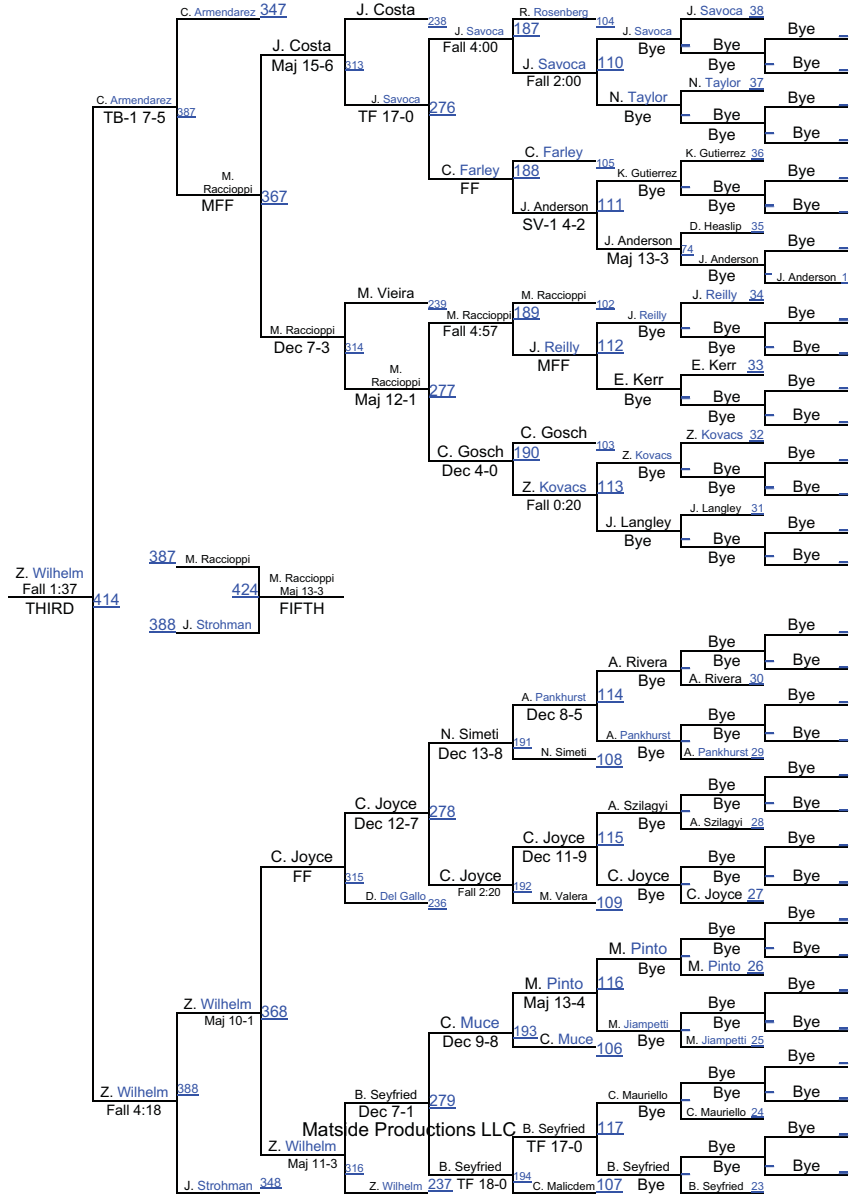 C. Armendarez 347
J. Costa
238
R. Rosenberg 104
J. Savoca 38
Bye
J. Savoca 187
J. Savoca
Bye
J. Costa
Fall 4:00
Bye
Bye
Maj 15-6
313
J. Savoca 110
Bye
Fall 2:00
N. Taylor 37
C. Armendarez
J. Savoca
276
N. Taylor
Bye
TB-1 7-5
387
TF 17-0
Bye
Bye
Bye
C. Farley 105
K. Gutierrez 36
Bye
C. Farley 188
K. Gutierrez
Bye
M.
Raccioppi
FF
Bye
Bye
MFF
367
J. Anderson 111
SV-1 4-2
D. Heaslip 35
J. Anderson
74
Bye
Maj 13-3
J. Anderson
Bye
J. Anderson 1
M. Vieira
239
M. Raccioppi 102
J. Reilly 34
Bye
M. Raccioppi 189
J. Reilly
Bye
M. Raccioppi
Fall 4:57
Bye
Bye
Dec 7-3
314
J. Reilly 112
MFF
E. Kerr 33
Bye
M.
Raccioppi
277
E. Kerr
Bye
Maj 12-1
Bye
Bye
Bye
C. Gosch 103
Z. Kovacs 32
Bye
C. Gosch 190
Z. Kovacs
Bye
Dec 4-0
Bye
Bye
Z. Kovacs 113
Fall 0:20
J. Langley 31
Bye
J. Langley
Bye
Bye
Bye
Bye
387 M. Raccioppi
Z. Wilhelm
Fall 1:37
THIRD
414
424
M. Raccioppi
Maj 13-3
FIFTH
388 J. Strohman
Bye
Bye
A. Rivera
Bye
Bye
Bye
A. Rivera 30
A. Pankhurst 114
Dec 8-5
Bye
Bye
N. Simeti
A. Pankhurst
Bye
Bye
Dec 13-8
191
N. Simeti 108
Bye
A. Pankhurst 29
Bye
Bye
C. Joyce
278
A. Szilagyi
Bye
Bye
Dec 12-7
Bye
A. Szilagyi 28
C. Joyce 115
Dec 11-9
Bye
C. Joyce
Bye
FF
315
C. Joyce
192
C. Joyce
Bye
Bye
D. Del Gallo 236
Fall 2:20
M. Valera 109
Bye
C. Joyce 27
Bye
Bye
M. Pinto
Bye
Bye
Bye
M. Pinto 26
M. Pinto 116
Z. Wilhelm
368
Maj 13-4
Bye
Maj 10-1
C. Muce
193
M. Jiampetti
Bye
Bye
Dec 9-8
C. Muce 106
Bye
M. Jiampetti 25
Bye
Bye
Z. Wilhelm 388
B. Seyfried 279
C. Mauriello
Bye
Bye
Fall 4:18
Dec 7-1
Bye
C. Mauriello 24
Matside Productions LLC
B. Seyfried 117
TF 17-0
Bye
Z. Wilhelm
Bye
Maj 11-3
316
B. Seyfried
194
B. Seyfried
Bye
Bye
J. Strohman 348
Z. Wilhelm 237
TF 18-0
C. Malicdem 107
Bye
B. Seyfried 23